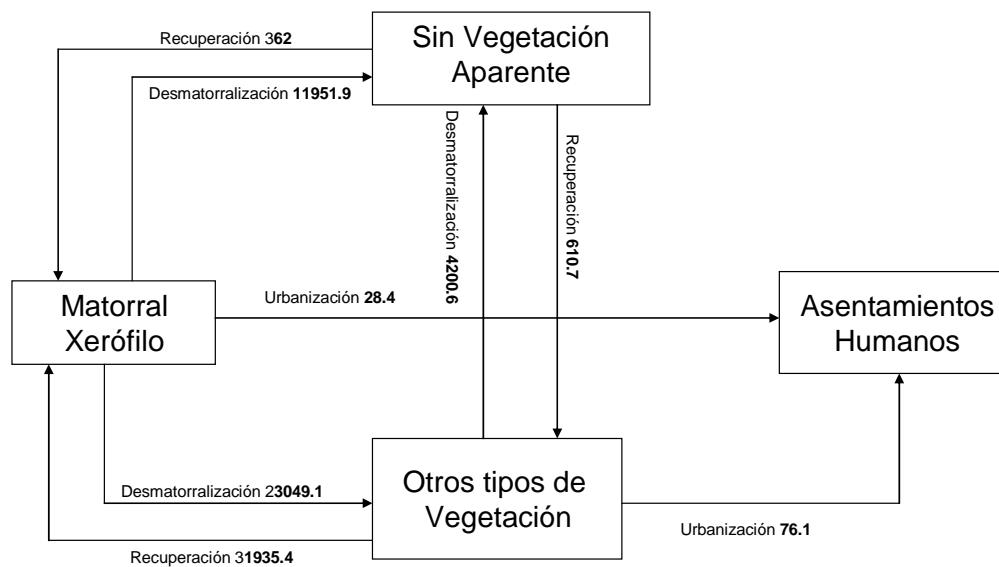 Sin Vegetación
Aparente
Recuperación 362
Desmatorralización 11951.9
Desmatorralización 4200.6
Recuperación 610.7
Matorral
Xerófilo
Urbanización 28.4
Asentamientos
Humanos
Desmatorralización 23049.1
Otros tipos de
Vegetación
Urbanización 76.1
Recuperación 31935.4